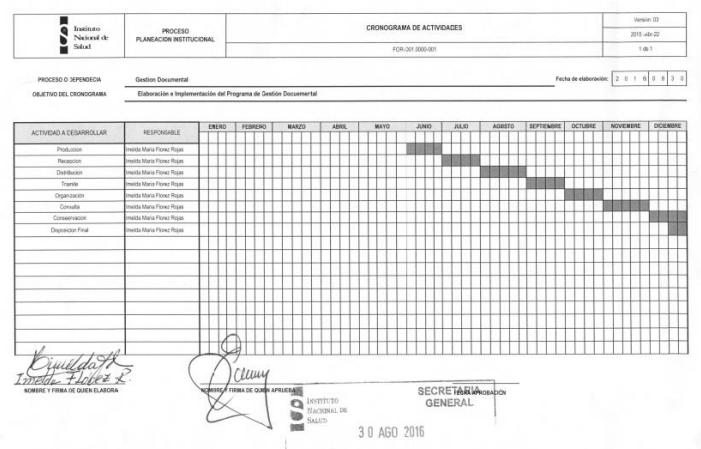 Instituto
Nacional de
Salud
PROCESO
PLANEACION INSTITUCIONAL
CRONOGRAMA DE ACTIVIDADES
FOR-D01.0000-001
Versión: 03
2015-abr-22
1 de 1
PROCESO O DEPENDECIA Gestion Documental Fecha de elaboración: 2 0 1 6 0 8 3 0
OBJETIVO DEL CRONOGRAMA Elaboración e Implementación del Programa de Gestión Documental
ACTIVIDAD A DESARROLLAR RESPONSABLE ENERO FEBRERO MARZO ABRIL MAYO JUNIO JULIO AGOSTO SEPTIEMBRE OCTUBRE NOVIEMBRE DICIEMBRE
Produccion Imelda Maria Florez Rojas
Recepcion Imelda Maria Florez Rojas
Distribucion Imelda Maria Florez Rojas
Tramite Imelda Maria Florez Rojas
Organización Imelda Maria Florez Rojas
Consulta Imelda Maria Florez Rojas
Conservacion Imelda Maria Florez Rojas
Disposicion Final Imelda Maria Florez Rojas
Imelda Florez R.
NOMBRE Y FIRMA DE QUIEN ELABORA
NOMBRE Y FIRMA DE QUIEN APRUEBA
FECHA APROBACIÓN
INSTITUTO
NACIONAL DE
SALUD
SECRETARIA
GENERAL
30 AGO 2016